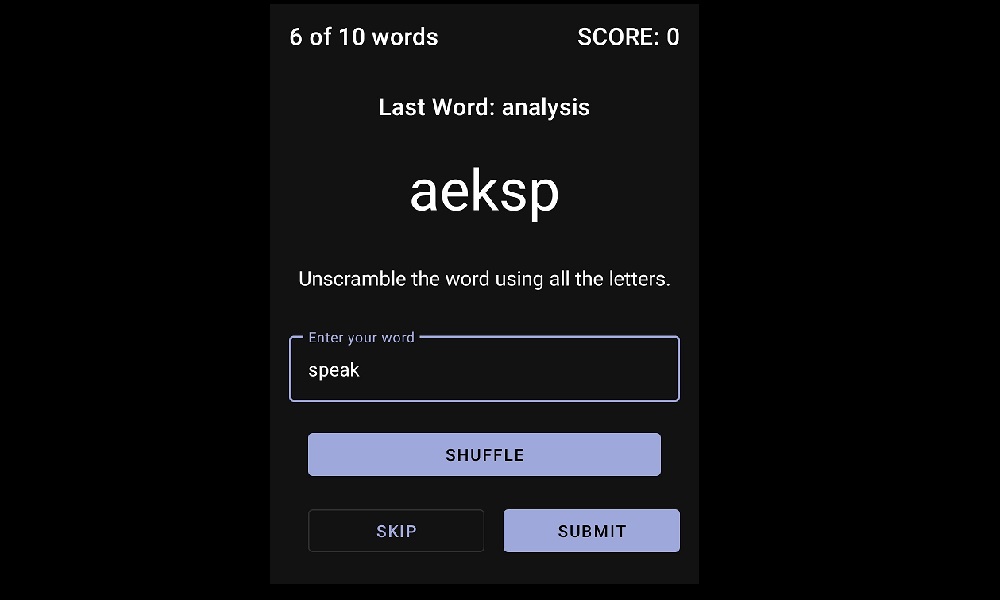 6 of 10 words SCORE: 0
Last Word: analysis
aeksp
Unscramble the word using all the letters.
Enter your word
speak
SHUFFLE
SKIP SUBMIT